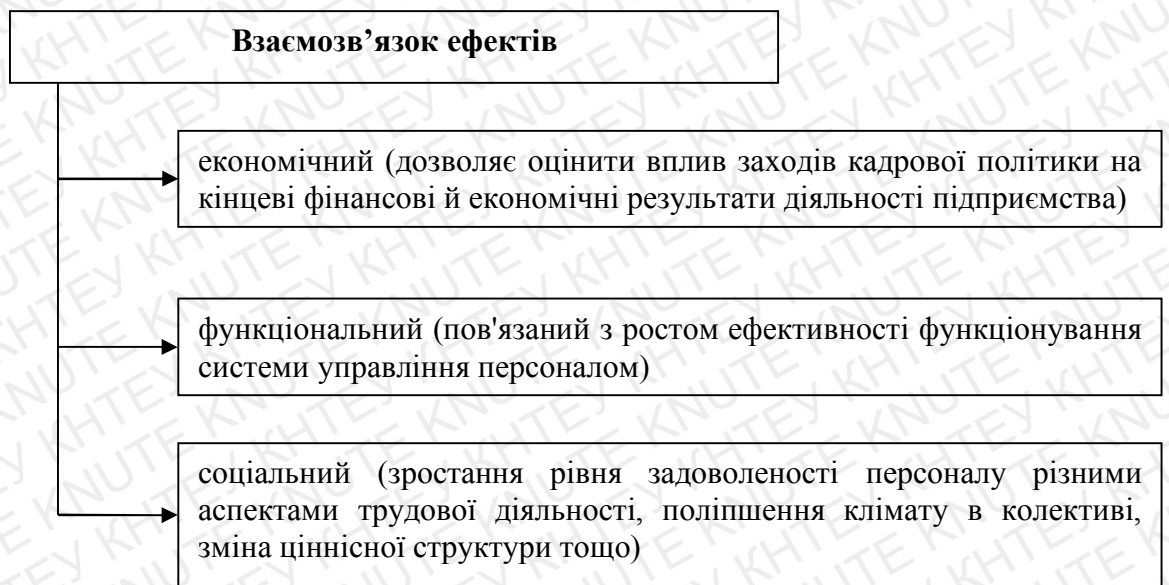 Взаємозв’язок ефектів
економічний (дозволяє оцінити вплив заходів кадрової політики на
кінцеві фінансові й економічні результати діяльності підприємства)
функціональний (пов'язаний з ростом ефективності функціонування
системи управління персоналом)
соціальний (зростання рівня задоволеності персоналу різними
аспектами трудової діяльності, поліпшення клімату в колективі,
зміна ціннісної структури тощо)